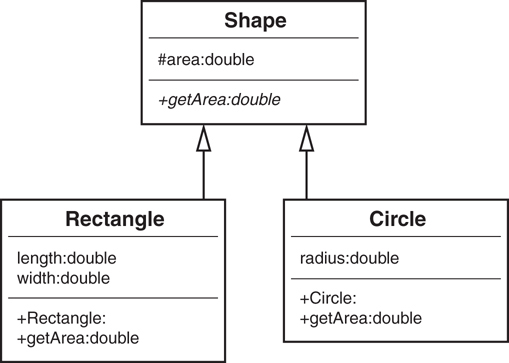 Shape
#area:double
+getArea:double
Rectangle
length:double
width:double
+Rectangle:
+getArea:double
Circle
radius:double
+Circle:
+getArea:double